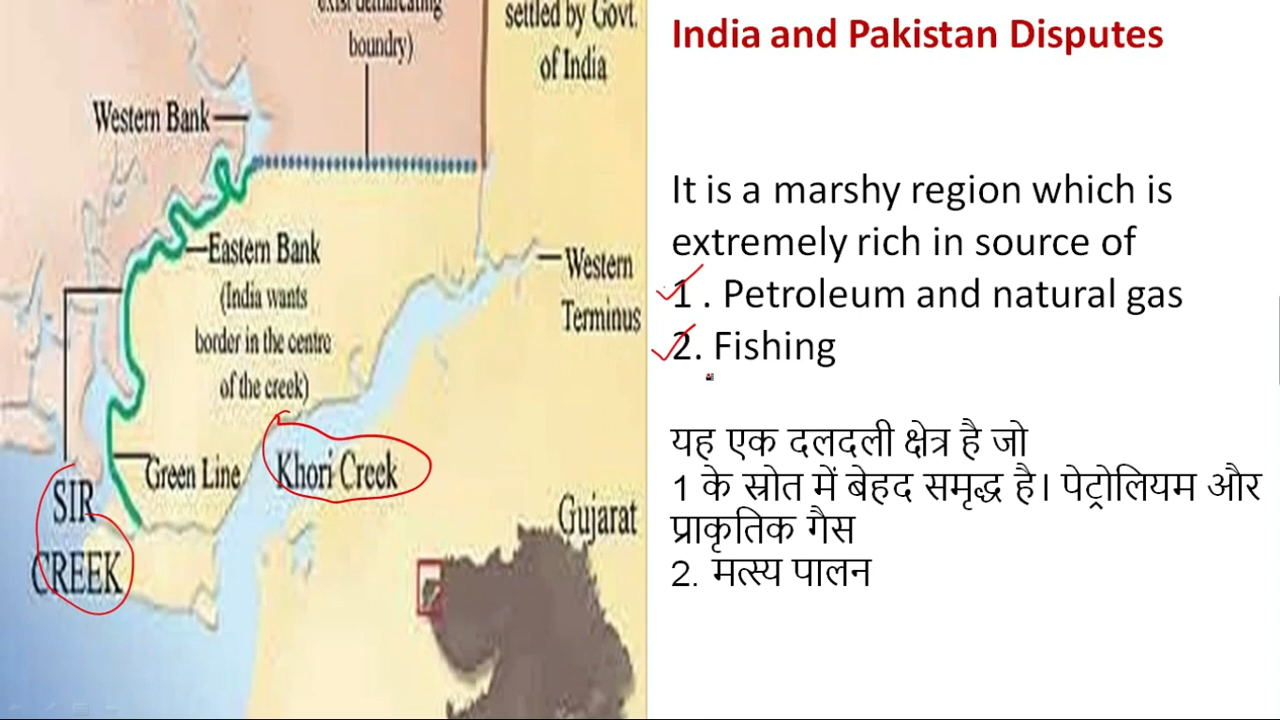 boundry)
settled by Govt.
of India
Western Bank
Eastern Bank
(India wants
border in the centre
of the creek)
Western
Terminus
Green Line
Khori Creek
SIR
CREEK
Gujarat
India and Pakistan Disputes
It is a marshy region which is
extremely rich in source of
1 . Petroleum and natural gas
2. Fishing
यह एक दलदली क्षेत्र है जो
1 के स्रोत में बेहद समृद्ध है। पेट्रोलियम और
प्राकृतिक गैस
2. मत्स्य पालन